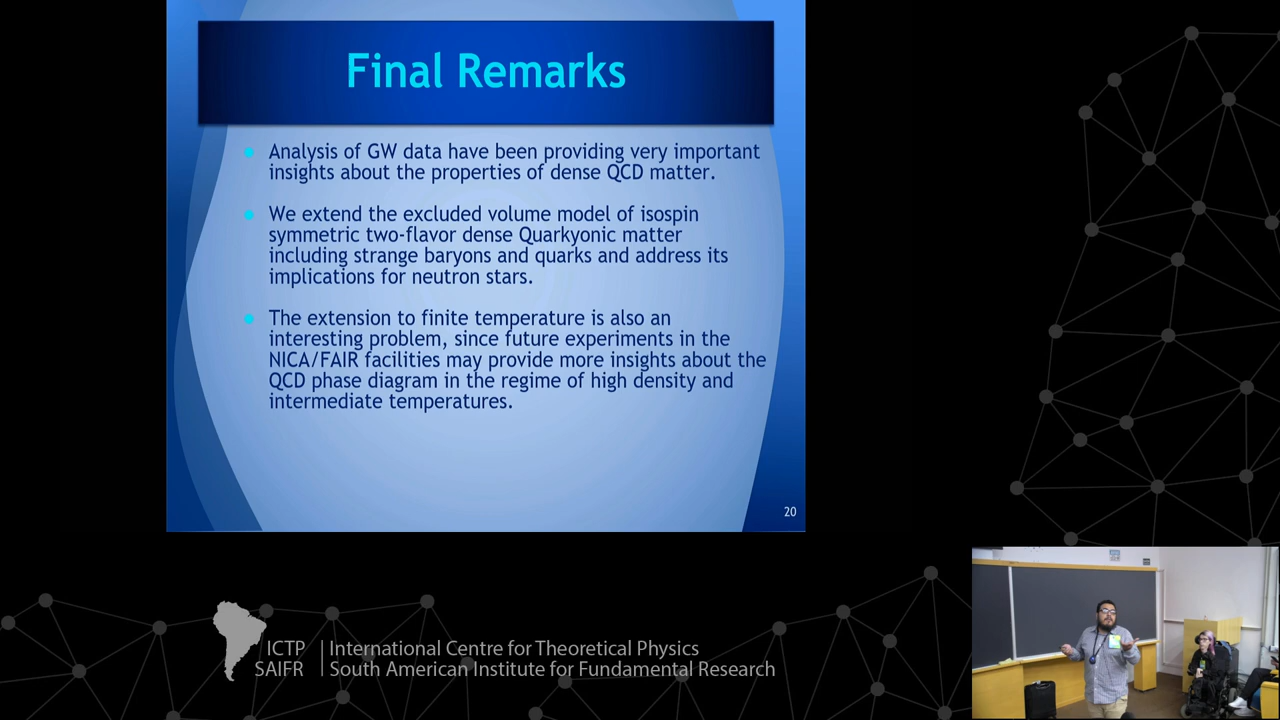 Final Remarks
Analysis of GW data have been providing very important
insights about the properties of dense QCD matter.
We extend the excluded volume model of isospin
symmetric two-flavor dense Quarkyonic matter
including strange baryons and quarks and address its
implications for neutron stars.
The extension to finite temperature is also an
interesting problem, since future experiments in the
NICA/FAIR facilities may provide more insights about the
QCD phase diagram in the regime of high density and
intermediate temperatures.
20
ICTP
SAIFR
International Centre for Theoretical Physics
South American Institute for Fundamental Research